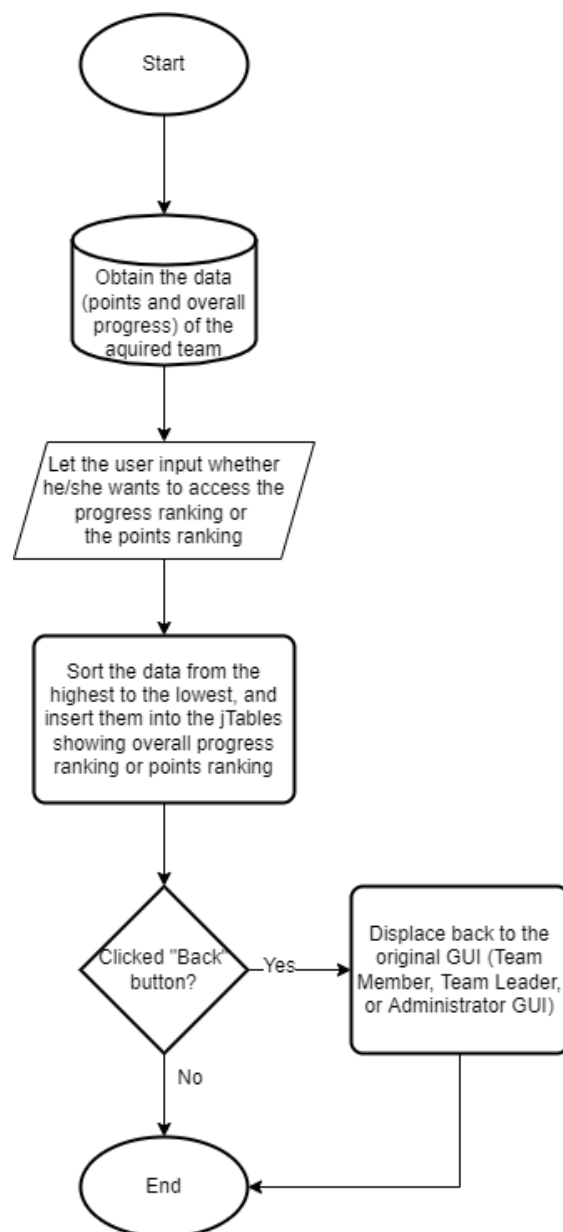 Start
Obtain the data
(points and overall
progress) of the
aquired team
Let the user input whether
he/she wants to access the
progress ranking or
the points ranking
Sort the data from the
highest to the lowest, and
insert them into the jTables
showing overall progress
ranking or points ranking
Clicked "Back"
button?
Yes
Displace back to the
original GUI (Team
Member, Team Leader,
or Administrator GUI)
No
End